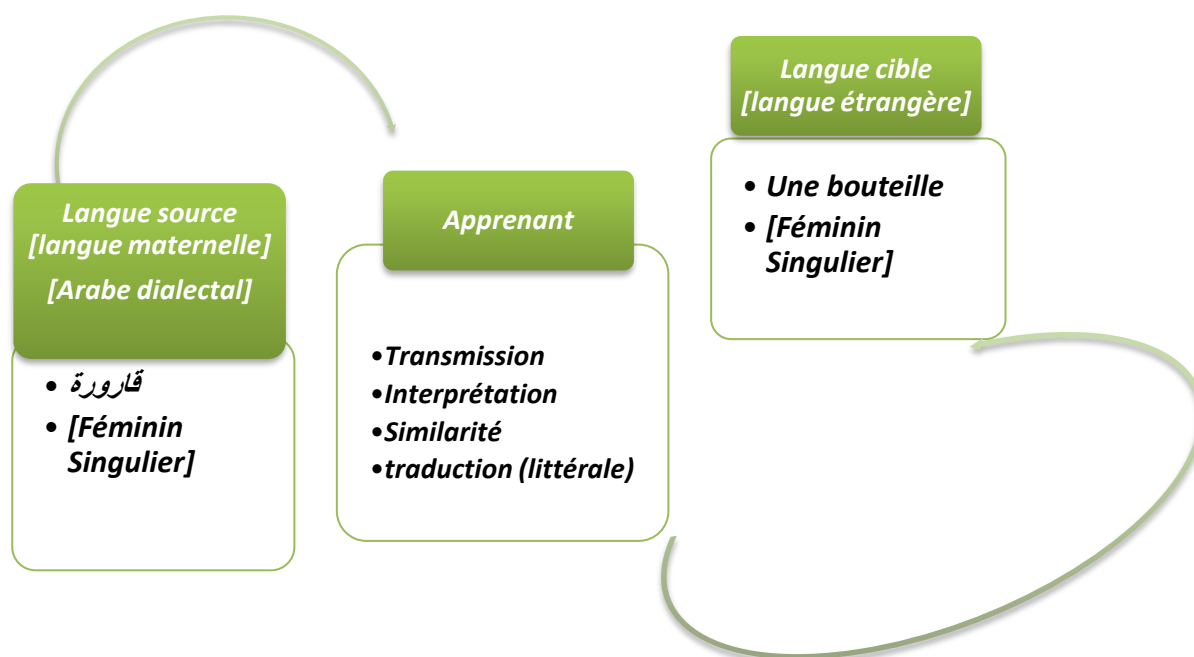 Langue source
[langue maternelle]
[Arabe dialectal]
• قارورة
• [Féminin
Singulier]
Apprenant
•Transmission
•Interprétation
•Similarité
•traduction (littérale)
Langue cible
[langue étrangère]
• Une bouteille
• [Féminin
Singulier]